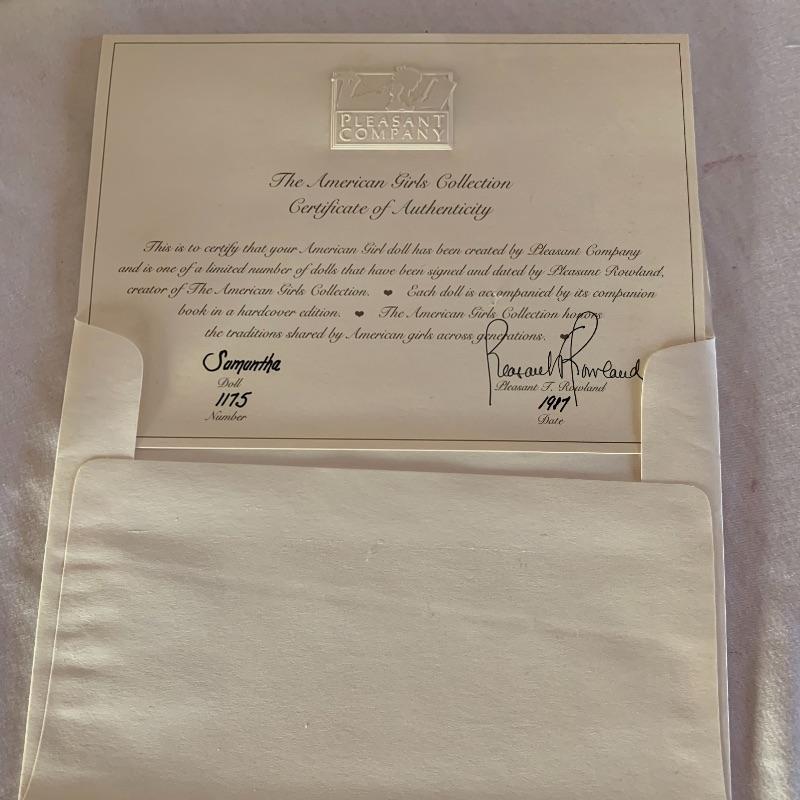 PLEASANT
COMPANY
The American Girls Collection
Certificate of Authenticity
This is to certify that your American Girl doll has been created by Pleasant Company
and is one of a limited number of dolls that have been signed and dated by Pleasant Rowland,
creator of The American Girls Collection. ❤ Each doll is accompanied by its companion
book in a hardcover edition. ❤ The American Girls Collection honors
the traditions shared by American girls across generations. ❤
Samantha
Doll
1175
Number
Pleasant T. Rowland
Pleasant T. Rowland
1987
Date